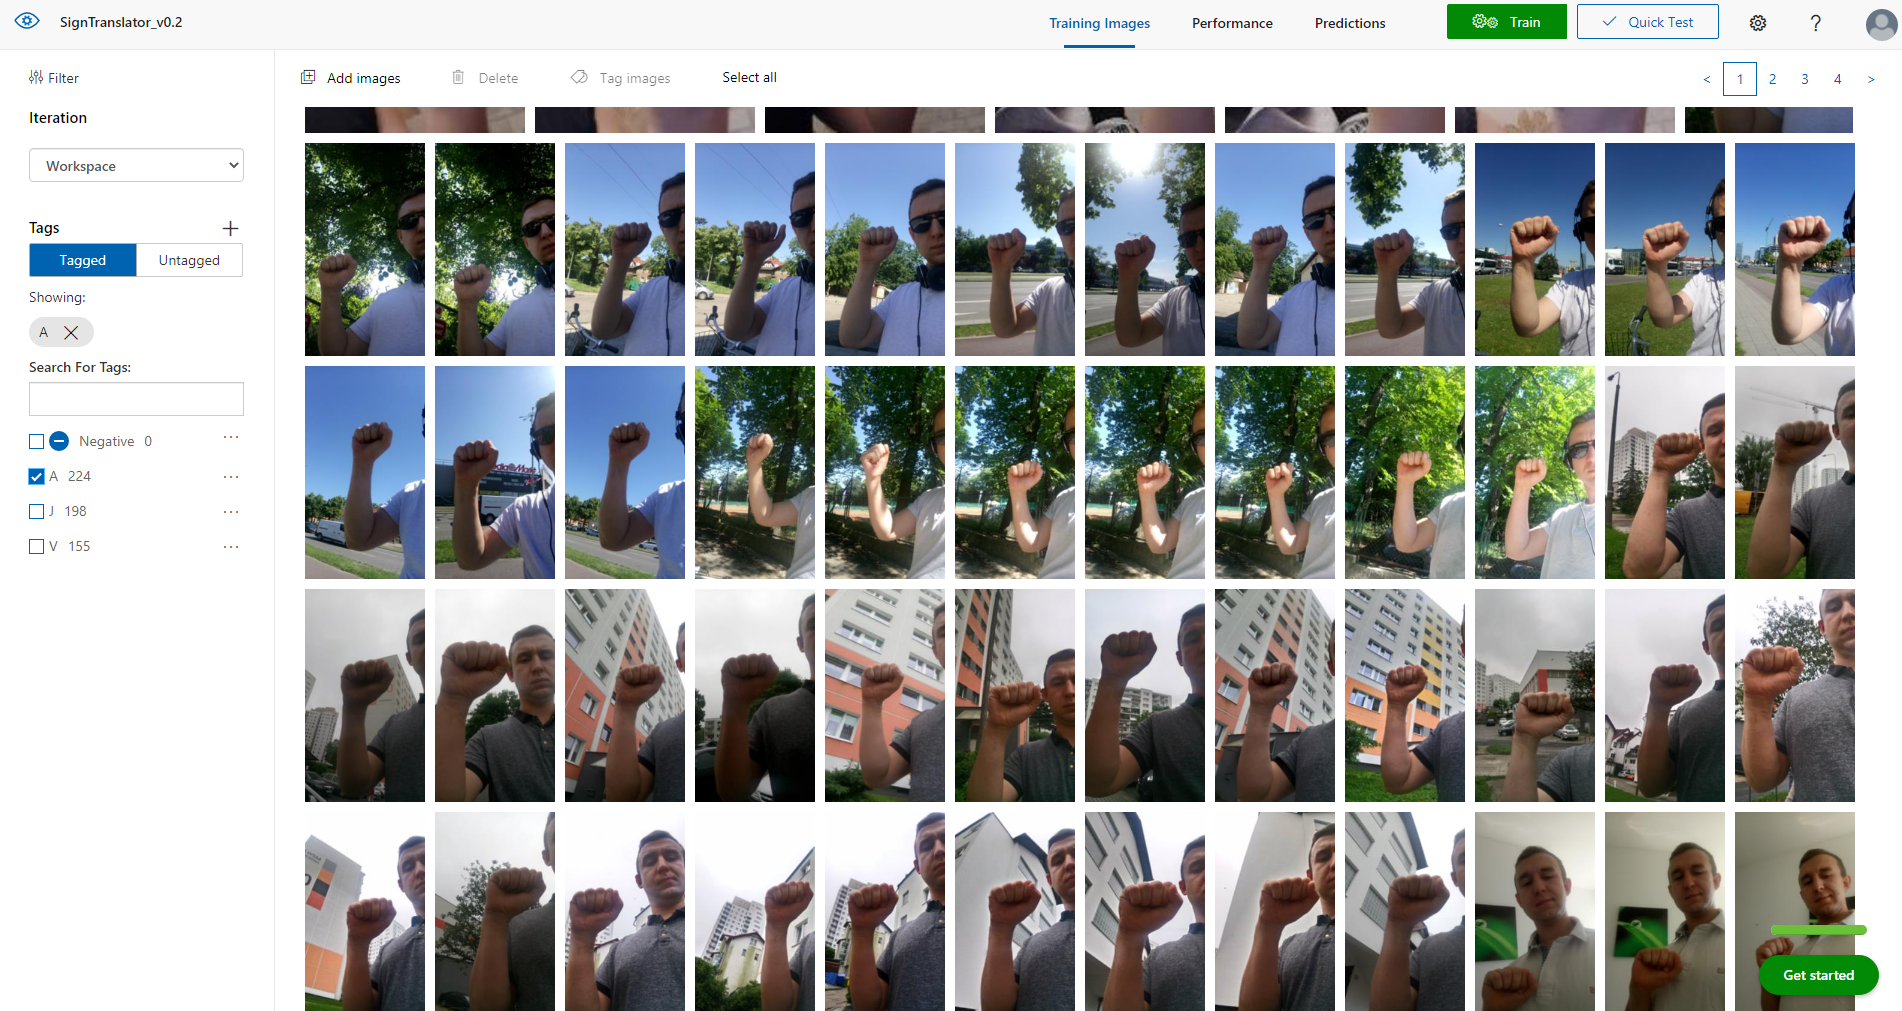 SignTranslator_v0.2
Training Images
Performance
Predictions
Train
Quick Test
?
Filter
Add images
Delete
Tag images
Select all
< 1 2 3 4 >
Iteration
Workspace
Tags
Tagged
Untagged
Showing:
A
Search For Tags:
Negative 0 ...
A 224 ...
J 198 ...
V 155 ...
Get started